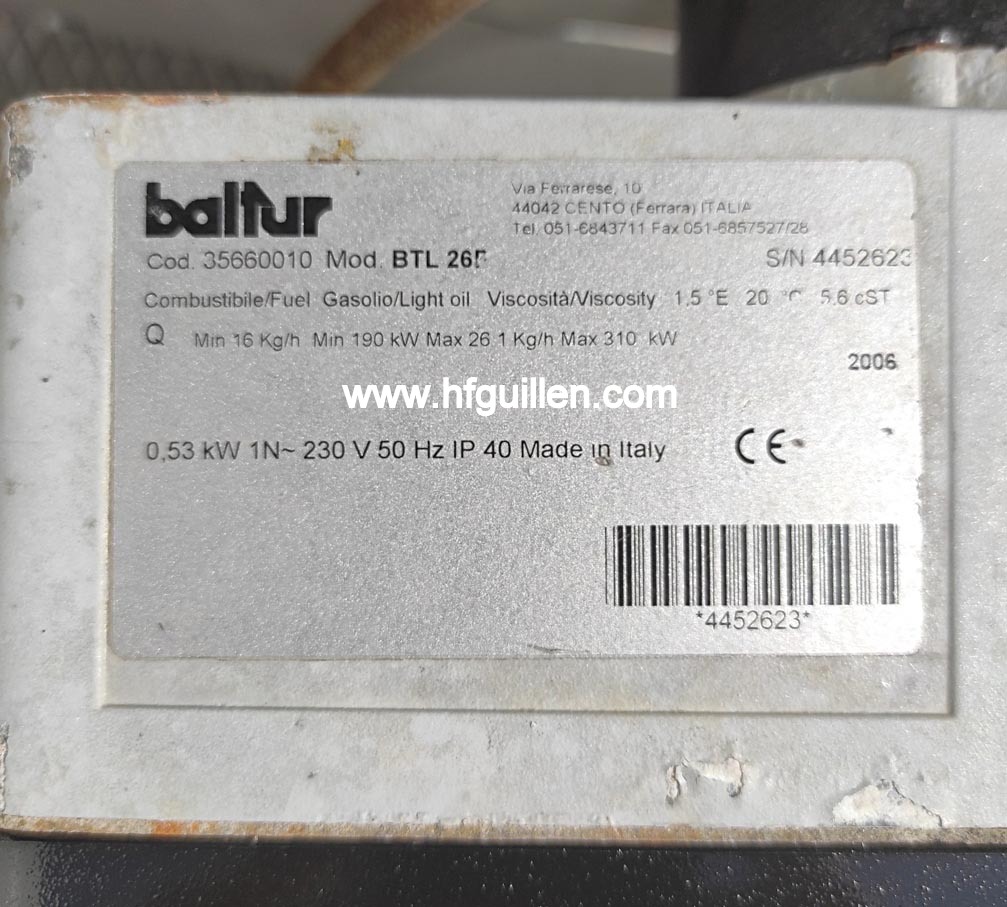 baltur
Via Ferrarese, 10
44042 CENTO (Ferrara) ITALIA
Tel. 051-6843711 Fax 051-6857527/28
Cod. 35660010 Mod. BTL 26P
S/N 4452623
Combustibile/Fuel Gasolio/Light oil Viscosità/Viscosity 1,5 °E 20 °C 5,6 cST
Q Min 16 Kg/h Min 190 kW Max 26 1 Kg/h Max 310 kW
2006
www.hfguillen.com
0,53 kW 1N~ 230 V 50 Hz IP 40 Made in Italy CE
*4452623*